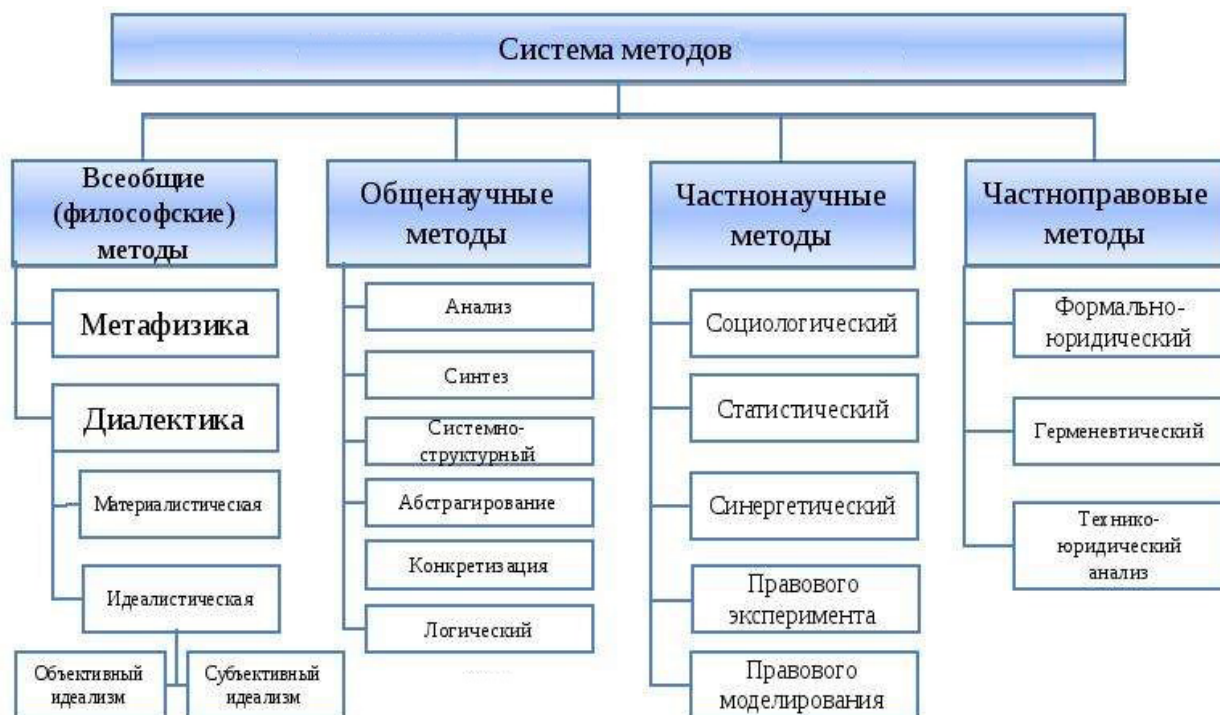 Система методов
Всеобщие
(философские)
методы
Метафизика
Диалектика
Материалистическая
Идеалистическая
Объективный
идеализм
Субъективный
идеализм
Общенаучные
методы
Анализ
Синтез
Системно-
структурный
Абстрагирование
Конкретизация
Логический
Частнонаучные
методы
Социологический
Статистический
Синергетический
Правового
эксперимента
Правового
моделирования
Частноправовые
методы
Формально-
юридический
Герменевтический
Технико-
юридический
анализ